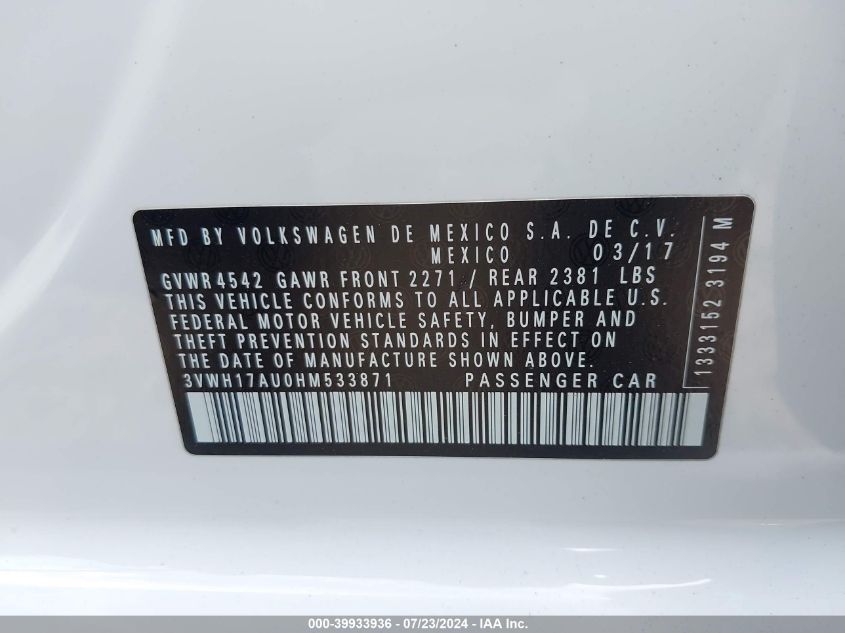 MFD BY VOLKSWAGEN DE MEXICO S.A. DE C.V.
MEXICO 03/17
GVWR 4542 GAWR FRONT 2271 / REAR 2381 LBS
THIS VEHICLE CONFORMS TO ALL APPLICABLE U.S.
FEDERAL MOTOR VEHICLE SAFETY, BUMPER AND
THEFT PREVENTION STANDARDS IN EFFECT ON
THE DATE OF MANUFACTURE SHOWN ABOVE.
3VWH17AU0HM533871 PASSENGER CAR
1333152 3194 M
000-39933936 - 07/23/2024 - IAA Inc.